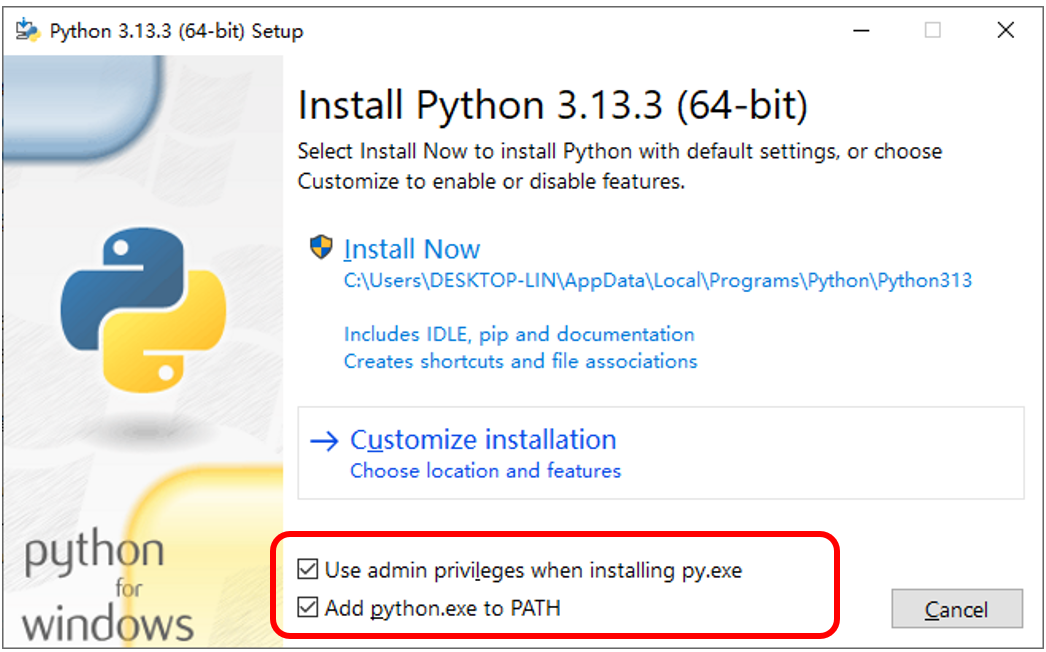 Python 3.13.3 (64-bit) Setup
Install Python 3.13.3 (64-bit)
Select Install Now to install Python with default settings, or choose
Customize to enable or disable features.
Install Now
C:\Users\DESKTOP-LIN\AppData\Local\Programs\Python\Python313
Includes IDLE, pip and documentation
Creates shortcuts and file associations
Customize installation
Choose location and features
Use admin privileges when installing py.exe
Add python.exe to PATH
Cancel
python
for
windows